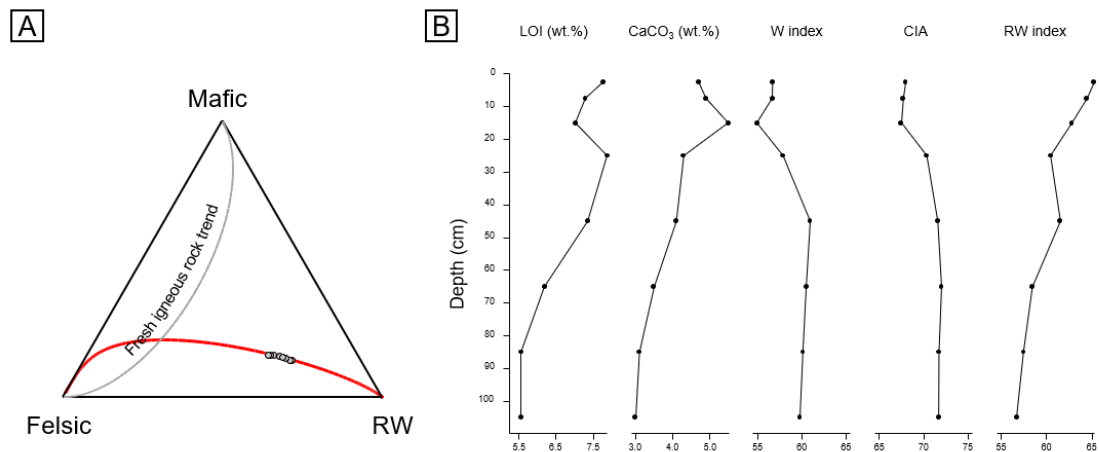 A
Mafic
Fresh igneous rock trend
Felsic
RW
B
LOI (wt.%)
CaCO₃ (wt.%)
W index
CIA
RW index
Depth (cm)
0
10
20
30
40
50
60
70
80
90
100
5.5 6.5 7.5
3.0 4.0 5.0
55 60 65
65 70 75
55 60 65